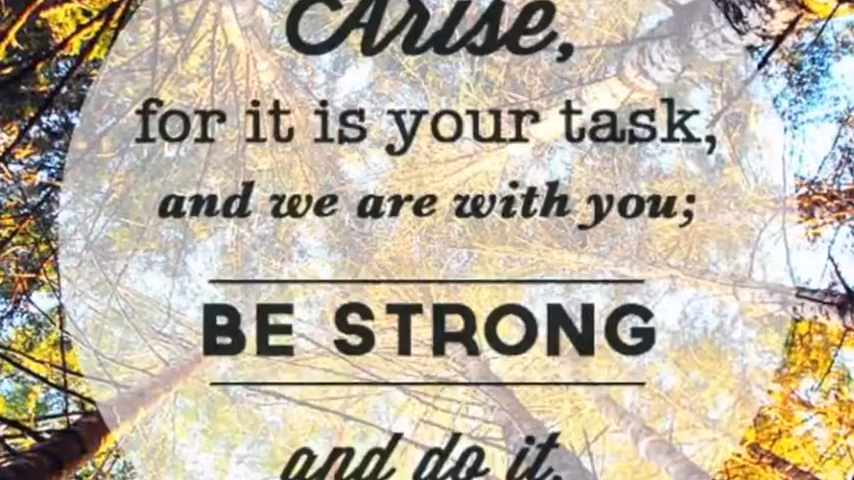 Arise,
for it is your task,
and we are with you;
BE STRONG
and do it.